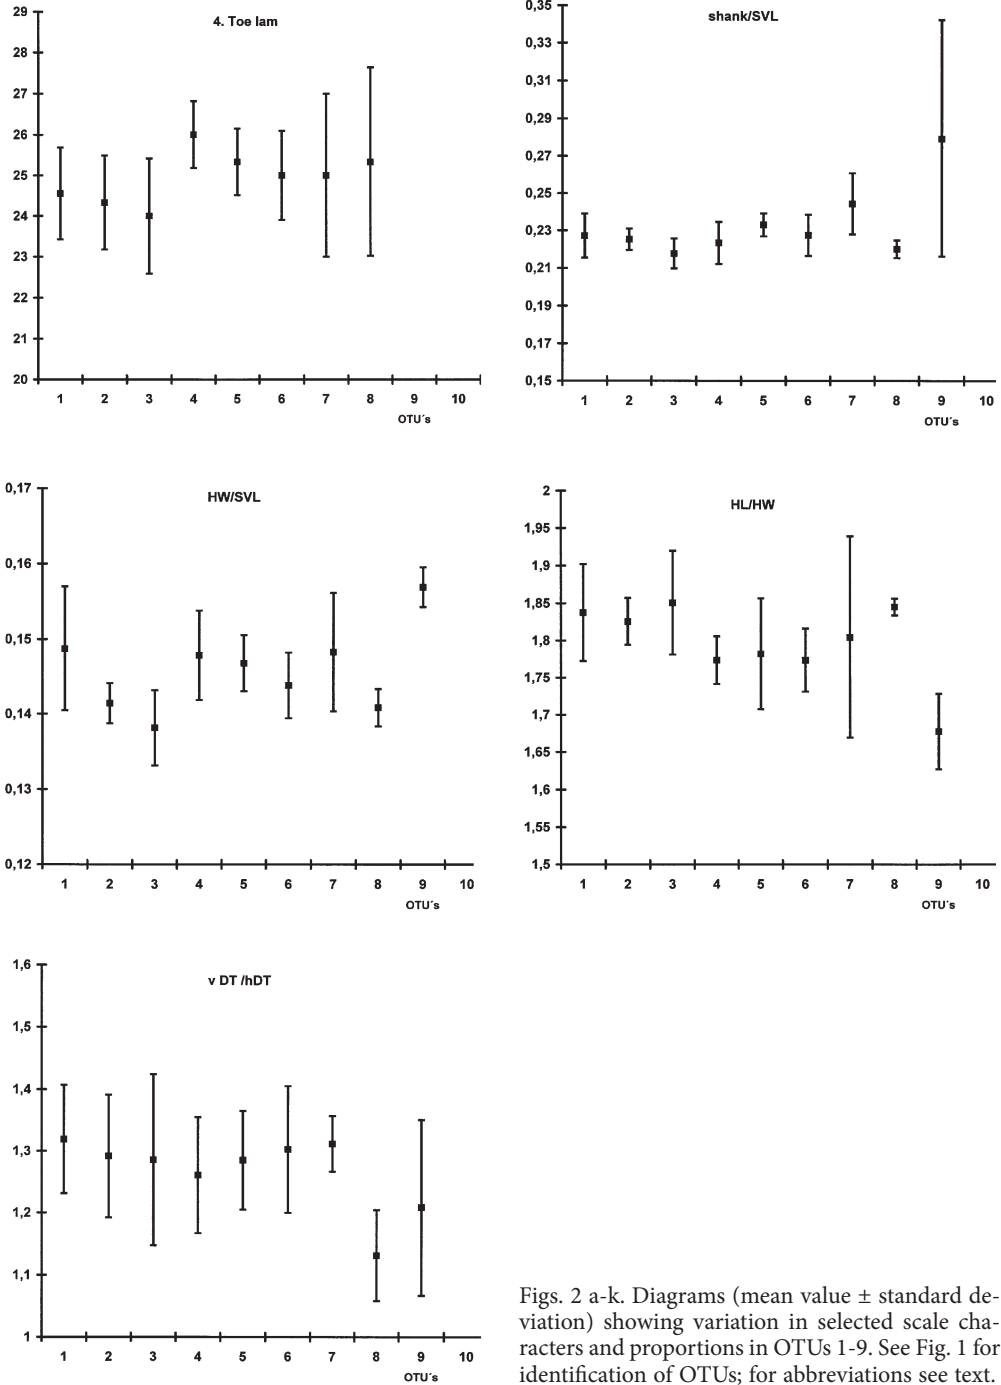 4. Toe lam
29
28
27
26
25
24
23
22
21
20
1 2 3 4 5 6 7 8 9 10
OTU´s
shank/SVL
0,35
0,33
0,31
0,29
0,27
0,25
0,23
0,21
0,19
0,17
0,15
1 2 3 4 5 6 7 8 9 10
OTU´s
HW/SVL
0,17
0,16
0,15
0,14
0,13
0,12
1 2 3 4 5 6 7 8 9 10
OTU´s
HL/HW
2
1,95
1,9
1,85
1,8
1,75
1,7
1,65
1,6
1,55
1,5
1 2 3 4 5 6 7 8 9 10
OTU´s
v DT /hDT
1,6
1,5
1,4
1,3
1,2
1,1
1
1 2 3 4 5 6 7 8 9 10
OTU´s
Figs. 2 a-k. Diagrams (mean value ± standard de-
viation) showing variation in selected scale cha-
racters and proportions in OTUs 1-9. See Fig. 1 for
identification of OTUs; for abbreviations see text.